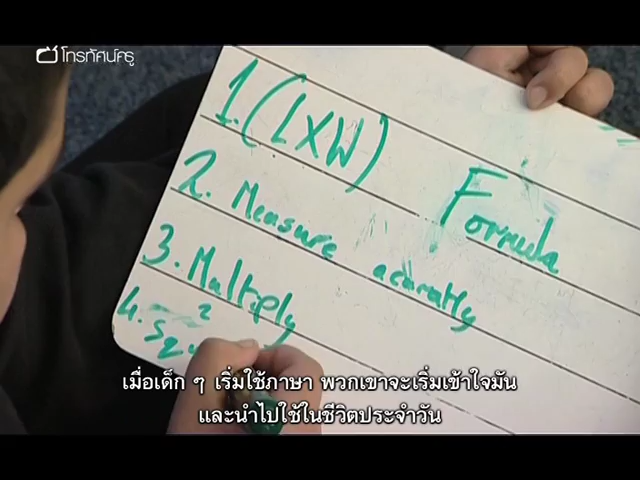 โทรทัศน์ครู
1. (LXW) Formula
2. Measure acuratly
3. Multiply
4. 2
เมื่อเด็ก ๆ เริ่มใช้ภาษา พวกเขาจะเริ่มเข้าใจมัน
และนำไปใช้ในชีวิตประจำวัน